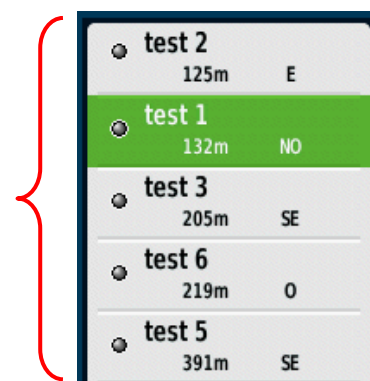 test 2
125m E
test 1
132m NO
test 3
205m SE
test 6
219m O
test 5
391m SE